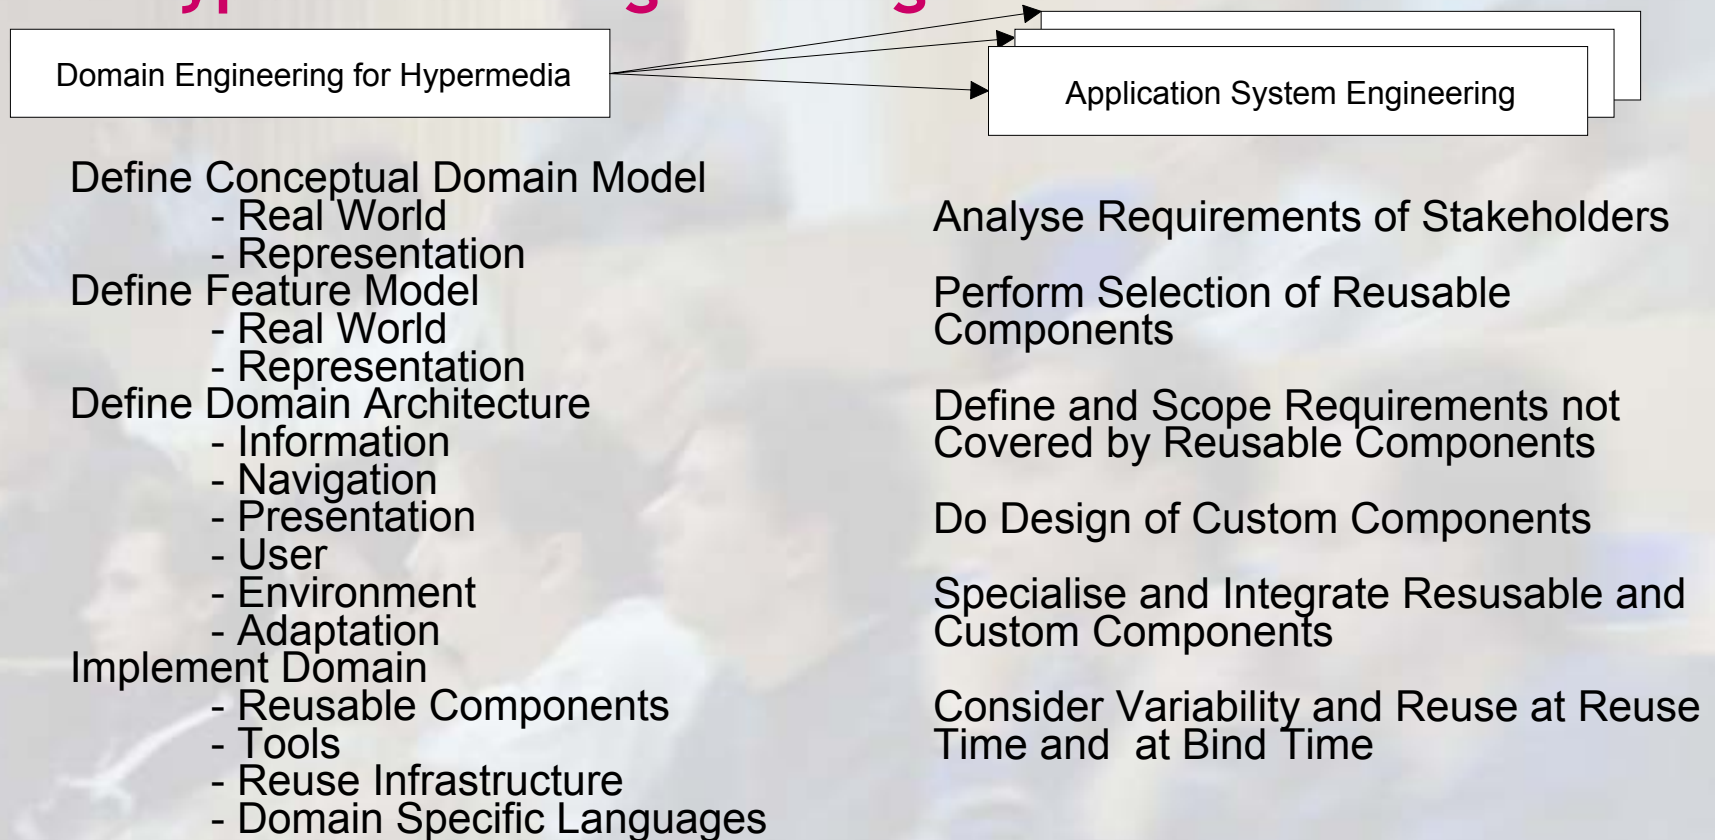 Domain Engineering for Hypermedia
Application System Engineering
Define Conceptual Domain Model
- Real World
- Representation
Define Feature Model
- Real World
- Representation
Define Domain Architecture
- Information
- Navigation
- Presentation
- User
- Environment
- Adaptation
Implement Domain
- Reusable Components
- Tools
- Reuse Infrastructure
- Domain Specific Languages
Analyse Requirements of Stakeholders
Perform Selection of Reusable
Components
Define and Scope Requirements not
Covered by Reusable Components
Do Design of Custom Components
Specialise and Integrate Resusable and
Custom Components
Consider Variability and Reuse at Reuse
Time and at Bind Time